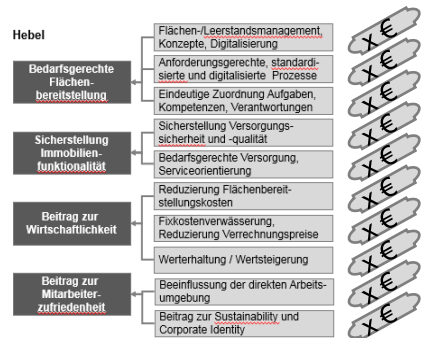 Hebel
Bedarfsgerechte
Flächen-
bereitstellung
Flächen-/Leerstandsmanagement,
Konzepte, Digitalisierung
Anforderungsgerechte, standardi-
sierte und digitalisierte Prozesse
Eindeutige Zuordnung Aufgaben,
Kompetenzen, Verantwortungen
Sicherstellung
Immobilien-
funktionalität
Sicherstellung Versorgungs-
sicherheit und -qualität
Bedarfsgerechte Versorgung,
Serviceorientierung
Beitrag zur
Wirtschaftlichkeit
Reduzierung Flächenbereit-
stellungskosten
Fixkostenverwässerung,
Reduzierung Verrechnungspreise
Werterhaltung / Wertsteigerung
Beitrag zur
Mitarbeiter-
zufriedenheit
Beeinflussung der direkten Arbeits-
umgebung
Beitrag zur Sustainability und
Corporate Identity
X €
X €
X €
X €
X €
X €
X €
X €
X €
X €